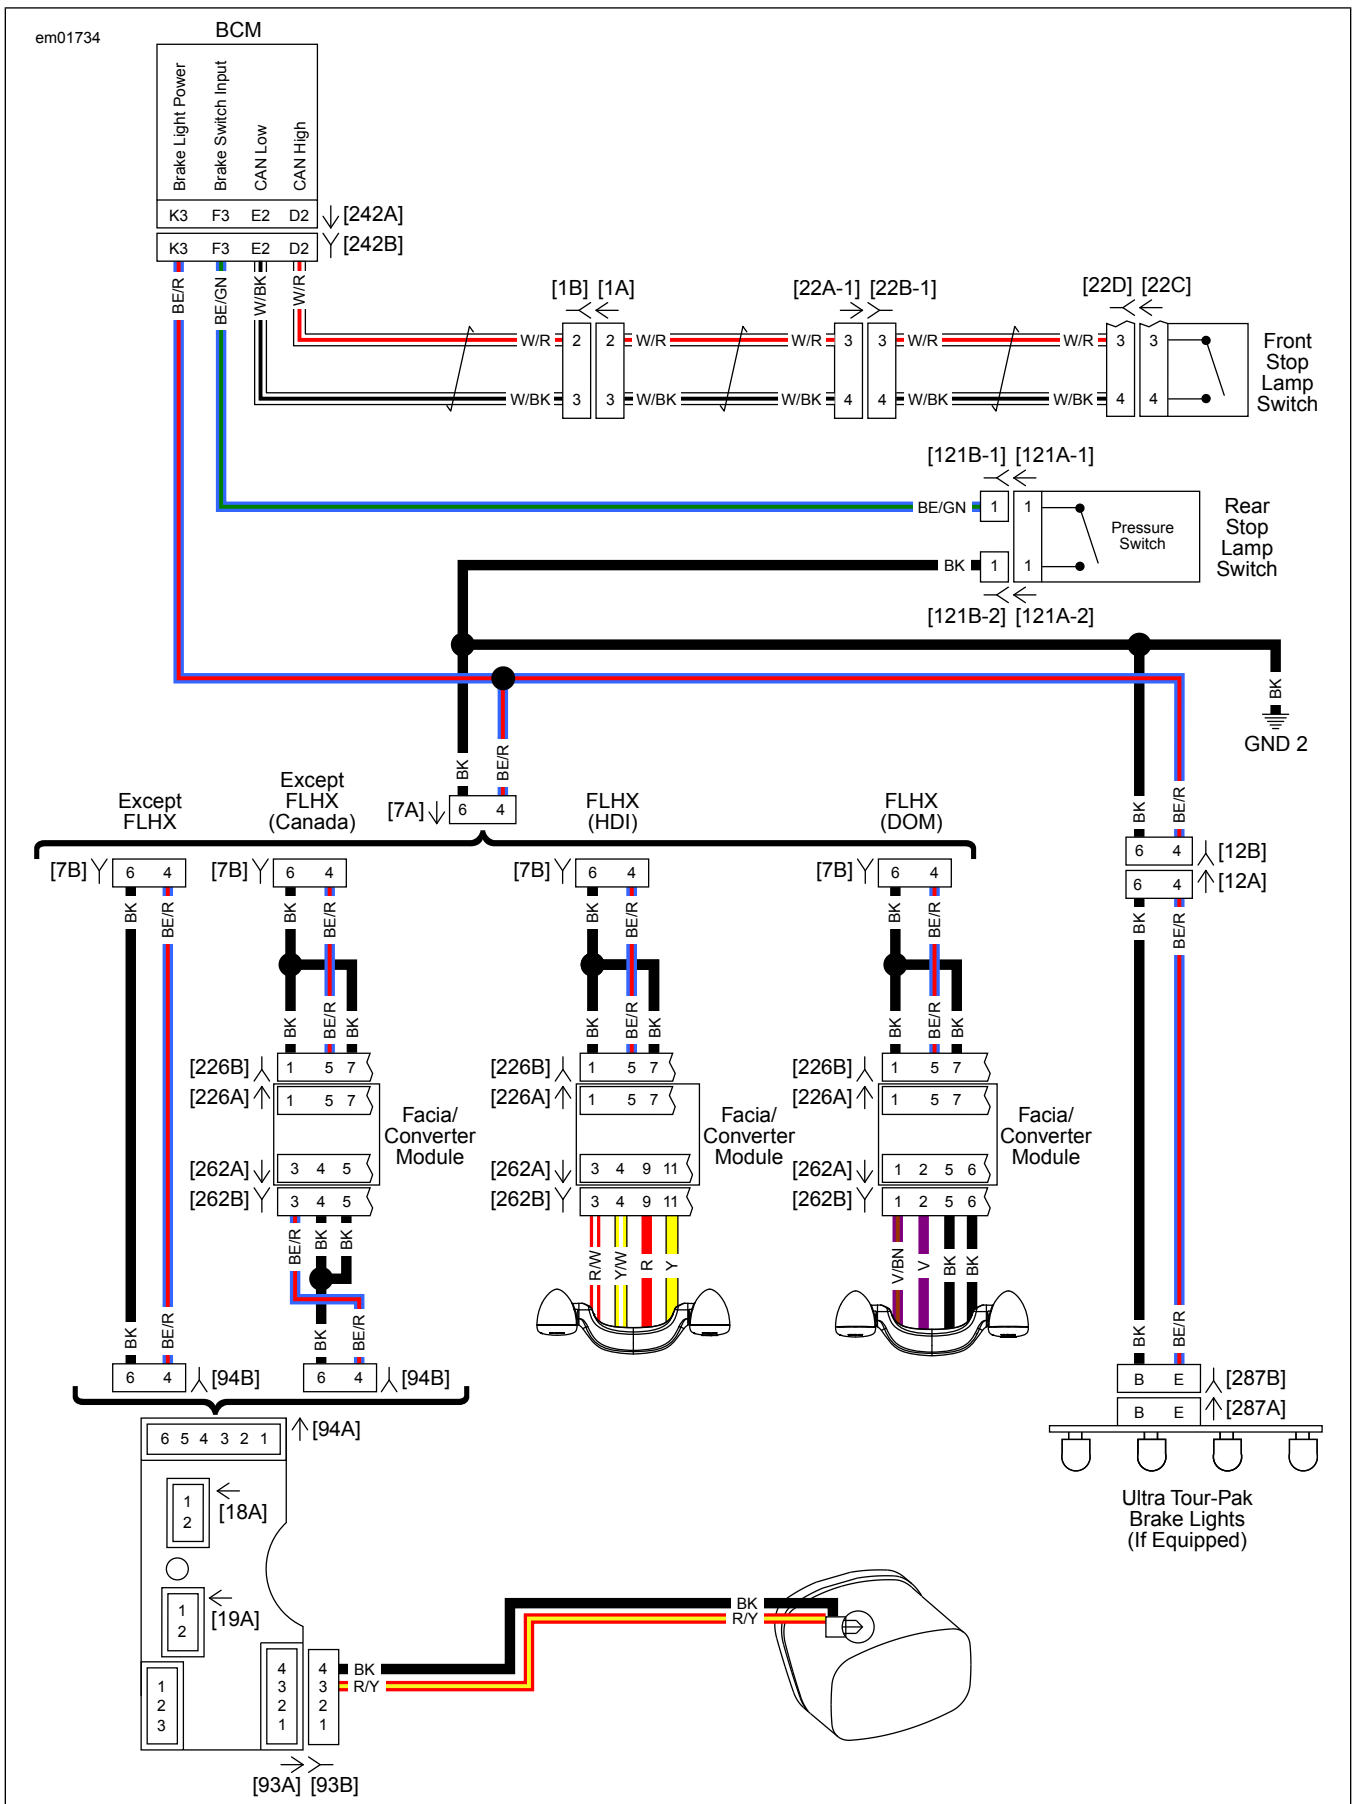 em01734
BCM
Brake Light Power
Brake Switch Input
CAN Low
CAN High
K3 F3 E2 D2 [242A]
K3 F3 E2 D2 [242B]
BE/R BE/GN W/BK W/R
[1B] [1A] [22A-1] [22B-1] [22D] [22C]
W/R 2 2 W/R W/R 3 3 W/R W/R 3 3
W/BK 3 3 W/BK W/BK 4 4 W/BK W/BK 4 4
Front
Stop
Lamp
Switch
[121B-1] [121A-1]
BE/GN 1 1
Pressure
Switch
BK 1 1
[121B-2] [121A-2]
Rear
Stop
Lamp
Switch
BK
GND 2
BK BE/R
[7A] 6 4
Except
FLHX
Except
FLHX
(Canada)
FLHX
(HDI)
FLHX
(DOM)
BK BE/R
6 4 [12B]
6 4 [12A]
BK BE/R
[7B] 6 4
[7B] 6 4
[7B] 6 4
[7B] 6 4
BK BE/R
BK BE/R
BK BE/R
BK BE/R
BK BE/R BK
BK BE/R BK
BK BE/R BK
[226B] 1 5 7
[226B] 1 5 7
[226B] 1 5 7
[226A] 1 5 7
[226A] 1 5 7
[226A] 1 5 7
Facia/
Converter
Module
Facia/
Converter
Module
Facia/
Converter
Module
[262A] 3 4 5
[262A] 3 4 9 11
[262A] 1 2 5 6
[262B] 3 4 5
[262B] 3 4 9 11
[262B] 1 2 5 6
BE/R BK BK
R/W Y/W R Y
V/BN V BK BK
BK BE/R
BK BE/R
BK BE/R
6 4 [94B]
6 4 [94B]
B E [287B]
B E [287A]
Ultra Tour-Pak
Brake Lights
(If Equipped)
6 5 4 3 2 1 [94A]
1
2
[18A]
1
2
[19A]
1
2
3
4
3
2
1
4
3
2
1
BK
R/Y
BK
R/Y
[93A] [93B]